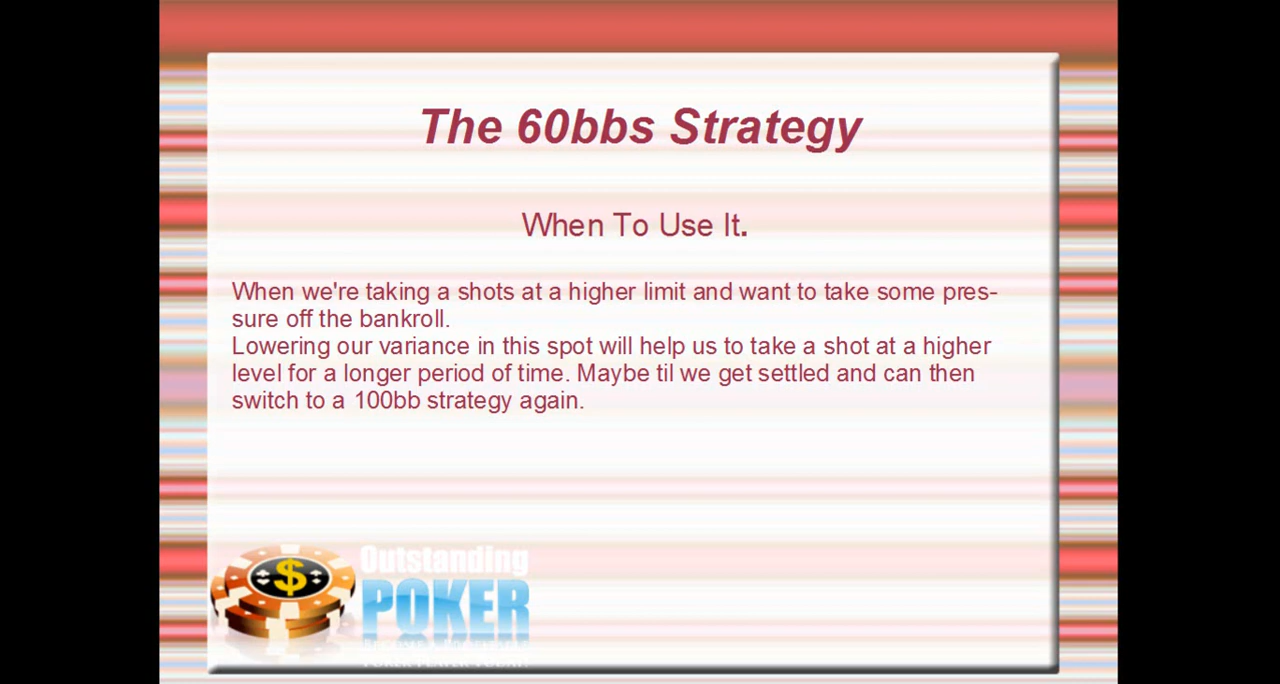 The 60bbs Strategy
When To Use It.
When we're taking a shots at a higher limit and want to take some pres-
sure off the bankroll.
Lowering our variance in this spot will help us to take a shot at a higher
level for a longer period of time. Maybe til we get settled and can then
switch to a 100bb strategy again.
Outstanding
POKER